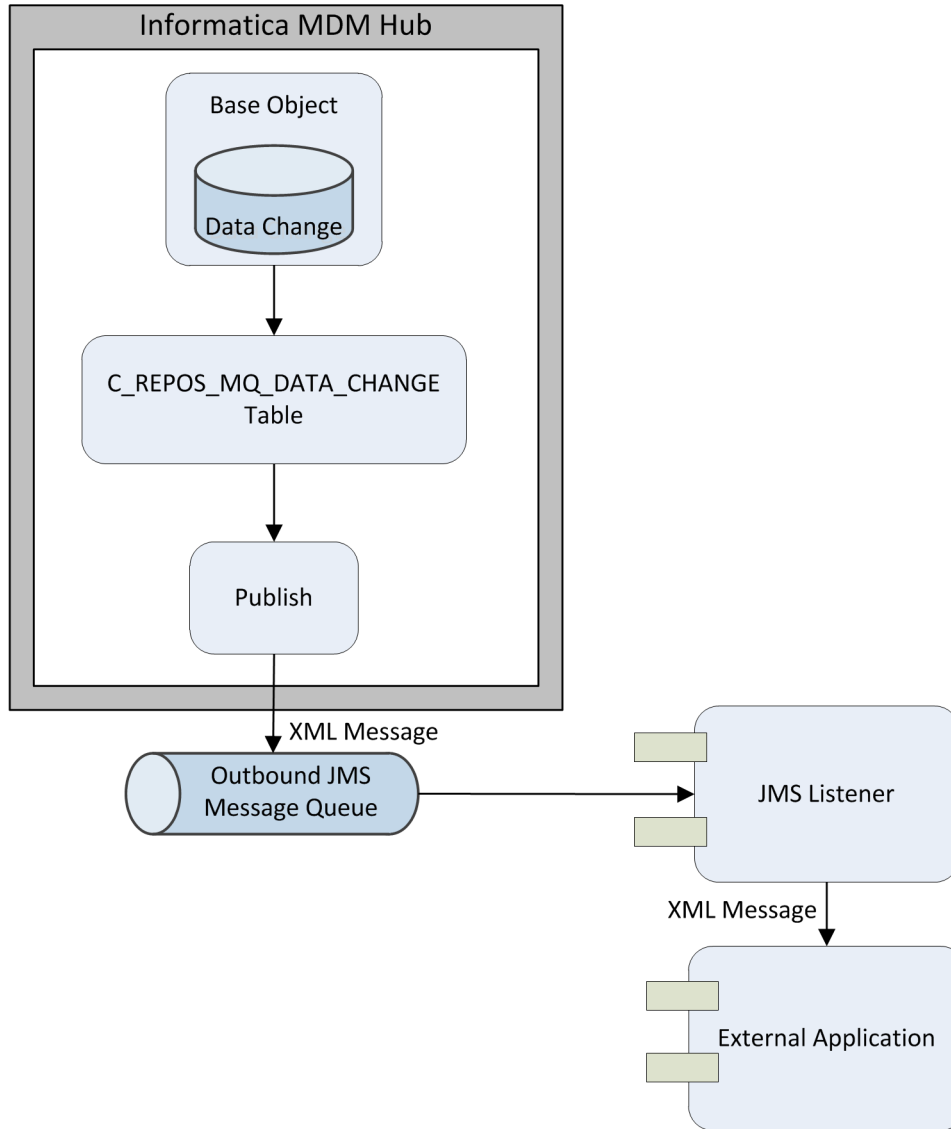 Informatica MDM Hub
Base Object
Data Change
C_REPOS_MQ_DATA_CHANGE
Table
Publish
XML Message
Outbound JMS
Message Queue
JMS Listener
XML Message
External Application